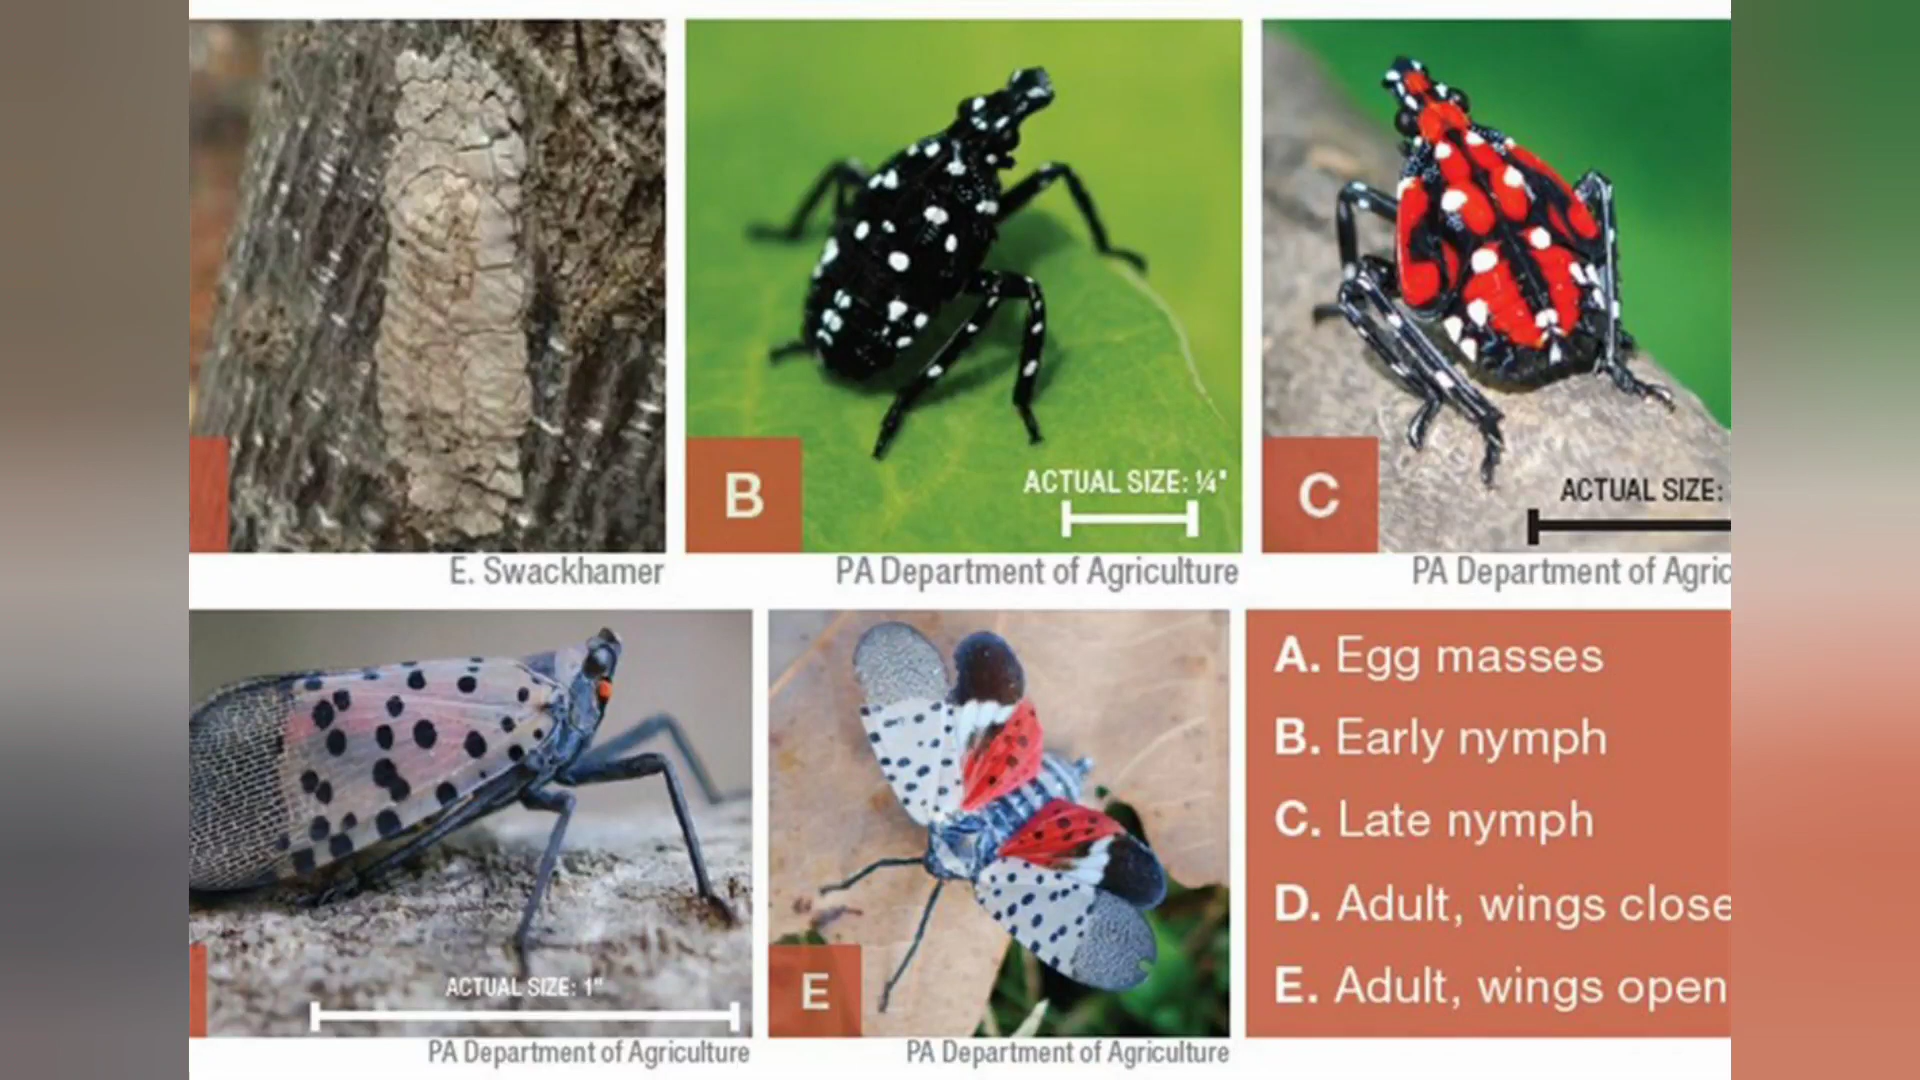 B
ACTUAL SIZE: ¼"
C
ACTUAL SIZE:
E. Swackhamer
PA Department of Agriculture
PA Department of Agric
ACTUAL SIZE: 1"
E
PA Department of Agriculture
PA Department of Agriculture
A. Egg masses
B. Early nymph
C. Late nymph
D. Adult, wings close
E. Adult, wings open